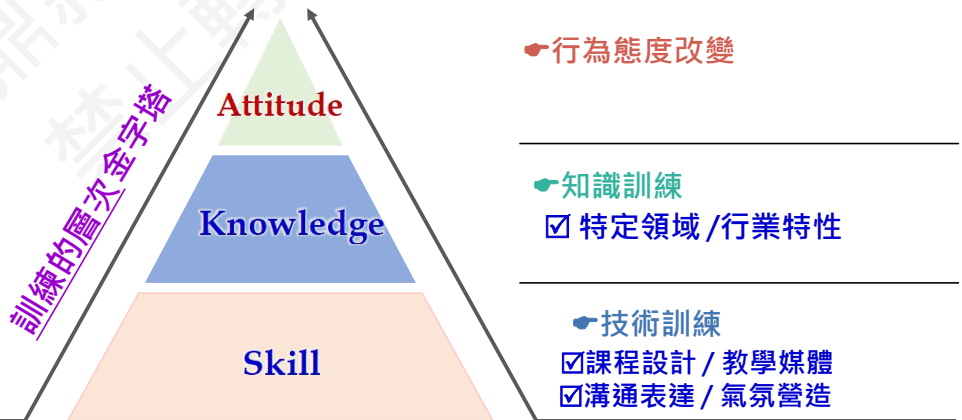 訓練的層次金字塔
Attitude
☛行為態度改變
Knowledge
☛知識訓練
☑ 特定領域 /行業特性
Skill
☛技術訓練
☑課程設計 / 教學媒體
☑溝通表達 / 氣氛營造
禁止